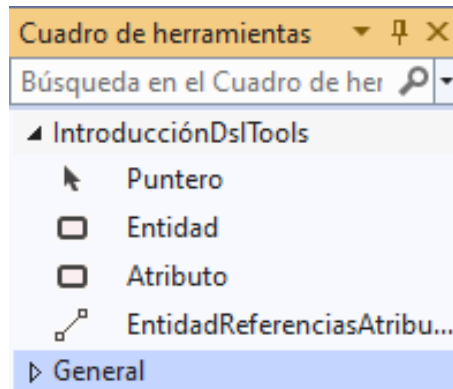 Cuadro de herramientas
Búsqueda en el Cuadro de her
IntroducciónDslTools
Puntero
Entidad
Atributo
EntidadReferenciasAtribu...
General